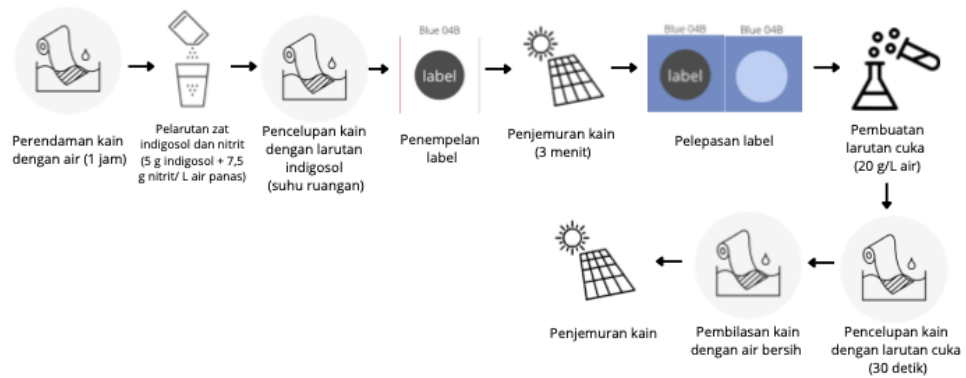 Perendaman kain
dengan air (1 jam)
Pelarutan zat
indigosol dan nitrit
(5 g indigosol + 7,5
g nitrit/ L air panas)
Pencelupan kain
dengan larutan
indigosol
(suhu ruangan)
Blue 04B
label
Penempelan
label
Penjemuran kain
(3 menit)
Blue 04B
Blue 04B
label
Pelepasan label
Pembuatan
larutan cuka
(20 g/L air)
Pencelupan kain
dengan larutan cuka
(30 detik)
Pembilasan kain
dengan air bersih
Penjemuran kain